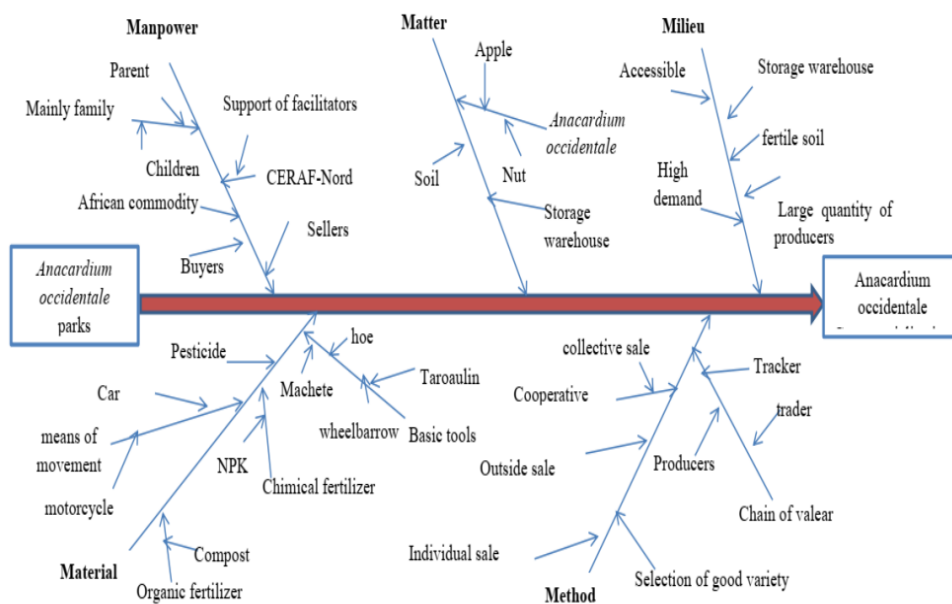 Manpower
Matter
Milieu
Parent
Mainly family
Support of facilitators
Children
CERAF-Nord
African commodity
Sellers
Buyers
Apple
Anacardium
occidentale
Soil
Nut
Storage
warehouse
Accessible
Storage warehouse
fertile soil
High
demand
Large quantity of
producers
Anacardium
occidentale
parks
Anacardium
occidentale
Pesticide
hoe
Machete
Taroaulin
Car
means of
movement
wheelbarrow
Basic tools
NPK
Chimical fertilizer
motorcycle
Compost
Organic fertilizer
Material
collective sale
Tracker
Cooperative
trader
Outside sale
Producers
Chain of valear
Individual sale
Selection of good variety
Method